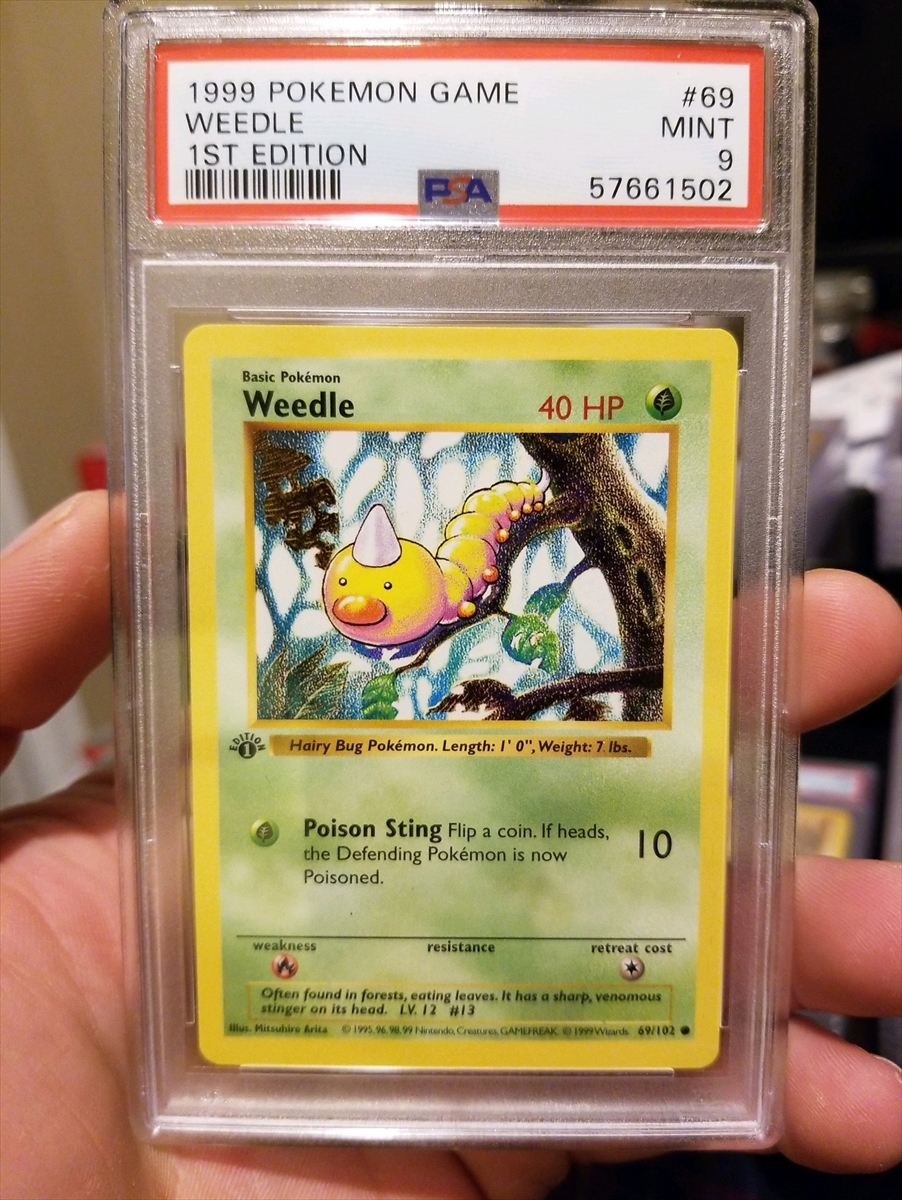 1999 POKEMON GAME #69
WEEDLE MINT
1ST EDITION 9
PSA 57661502
Basic Pokémon
Weedle 40 HP
EDITION 1
Hairy Bug Pokémon. Length: 1' 0", Weight: 7 lbs.
Poison Sting Flip a coin. If heads, 10
the Defending Pokémon is now
Poisoned.
weakness resistance retreat cost
Often found in forests, eating leaves. It has a sharp, venomous
stinger on its head. LV. 12 #13
Illus. Mitsuhiro Arita © 1995, 96, 98, 99 Nintendo, Creatures, GAMEFREAK. © 1999 Wizards. 69/102